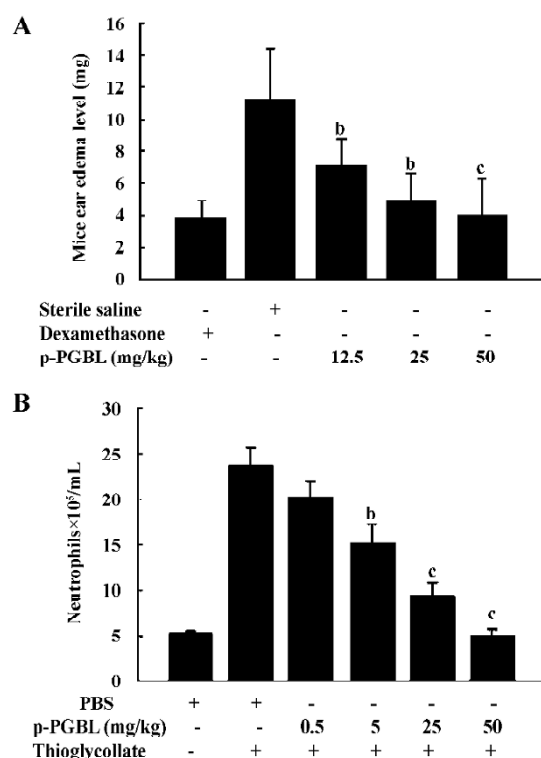 A
Mice ear edema level (mg)
16
14
12
10
8
6
4
2
0
b
b
c
Sterile saline - + - - -
Dexamethasone + - - - -
p-PGBL (mg/kg) - - 12.5 25 50
B
Neutrophils×10⁵/mL
30
25
20
15
10
5
0
b
c
c
PBS + + - - - -
p-PGBL (mg/kg) - - 0.5 5 25 50
Thioglycollate - + + + + +